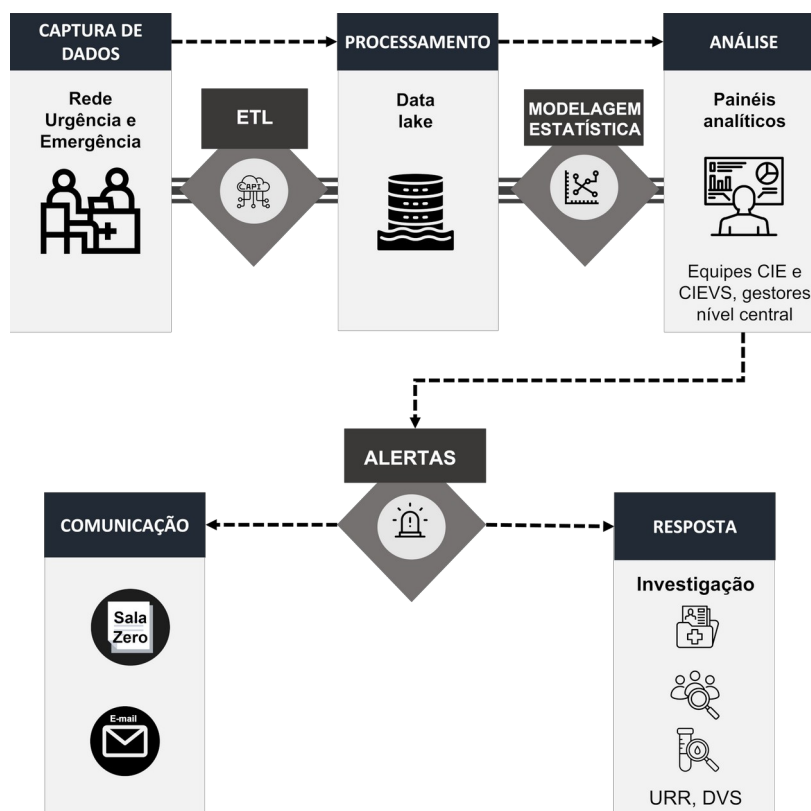 CAPTURA DE
DADOS
PROCESSAMENTO
ANÁLISE
Rede
Urgência e
Emergência
ETL
API
Data
lake
MODELAGEM
ESTATÍSTICA
Painéis
analíticos
Equipes CIE e
CIEVS, gestores
nível central
ALERTAS
COMUNICAÇÃO
RESPOSTA
Sala
Zero
E-mail
Investigação
URR, DVS